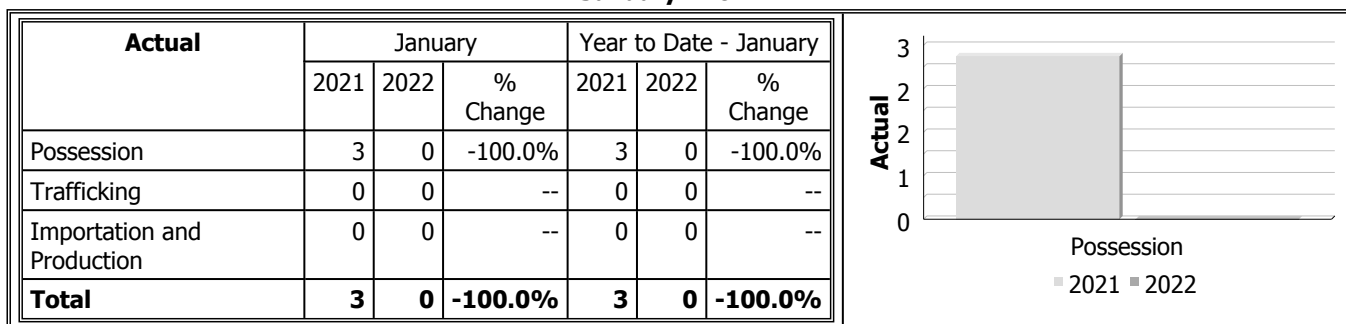 Actual January Year to Date - January
2021 2022 % Change 2021 2022 % Change
Possession 3 0 -100.0% 3 0 -100.0%
Trafficking 0 0 -- 0 0 --
Importation and Production 0 0 -- 0 0 --
Total 3 0 -100.0% 3 0 -100.0%
Actual
3
2
2
1
0
Possession
2021 2022